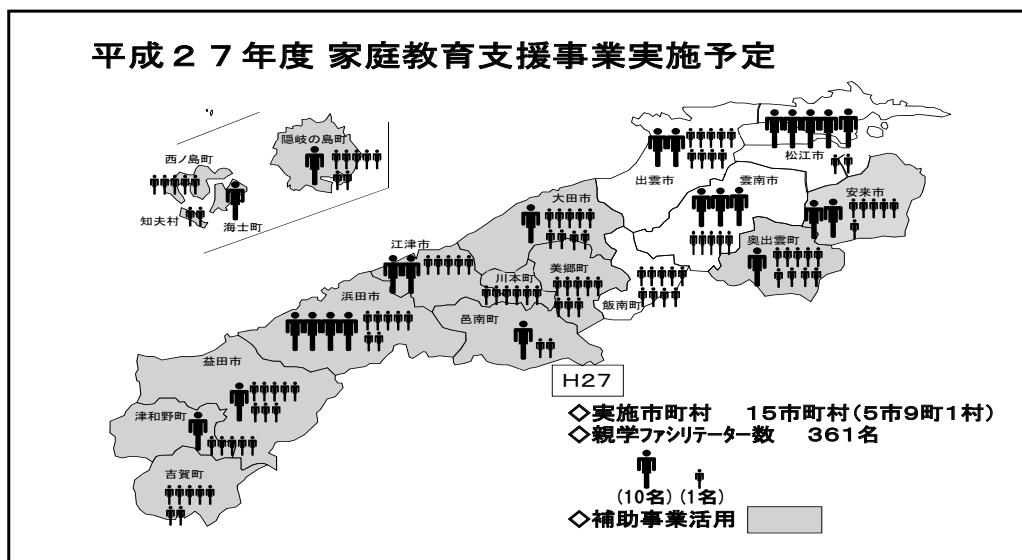 平成２７年度 家庭教育支援事業実施予定
隠岐の島町
西ノ島町
知夫村
海士町
松江市
出雲市
雲南市
安来市
大田市
奥出雲町
江津市
美郷町
川本町
飯南町
浜田市
邑南町
益田市
津和野町
吉賀町
H27
◇実施市町村　15市町村(5市9町1村)
◇親学ファシリテーター数　361名
(10名) (1名)
◇補助事業活用